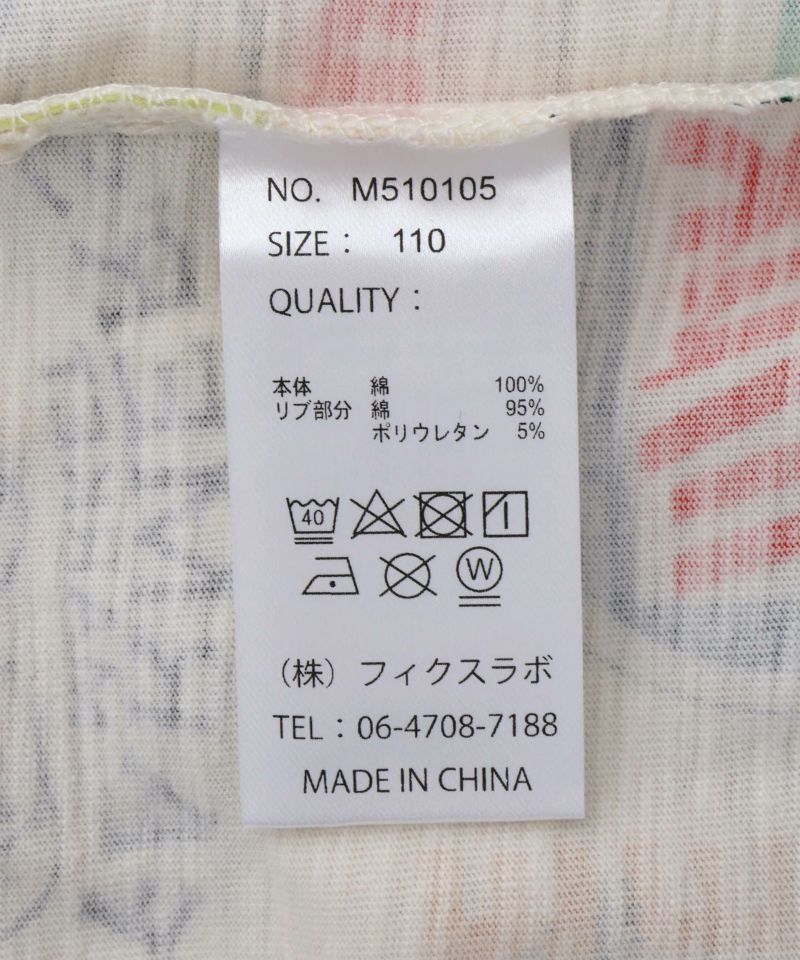 NO. M510105
SIZE： 110
QUALITY：
本体 綿 100%
リブ部分 綿 95%
ポリウレタン 5%
40
W
（株）フィクスラボ
TEL：06-4708-7188
MADE IN CHINA